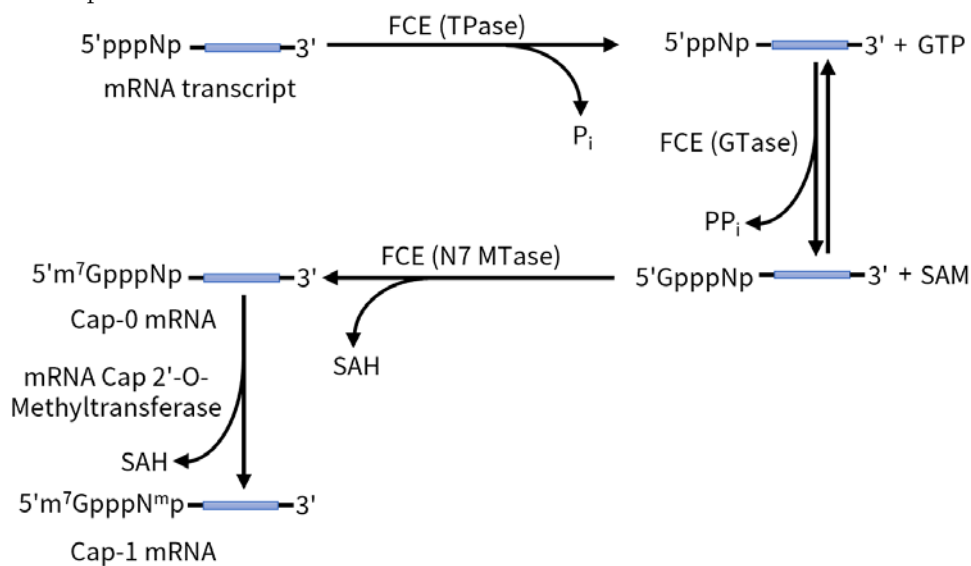 5'pppNp 3' FCE (TPase) 5'ppNp 3' + GTP
mRNA transcript
Pi
FCE (GTase)
PPi
5'm⁷GpppNp 3' FCE (N7 MTase) 5'GpppNp 3' + SAM
Cap-0 mRNA
SAH
mRNA Cap 2'-O-
Methyltransferase
SAH
5'm⁷GpppNᵐp 3'
Cap-1 mRNA